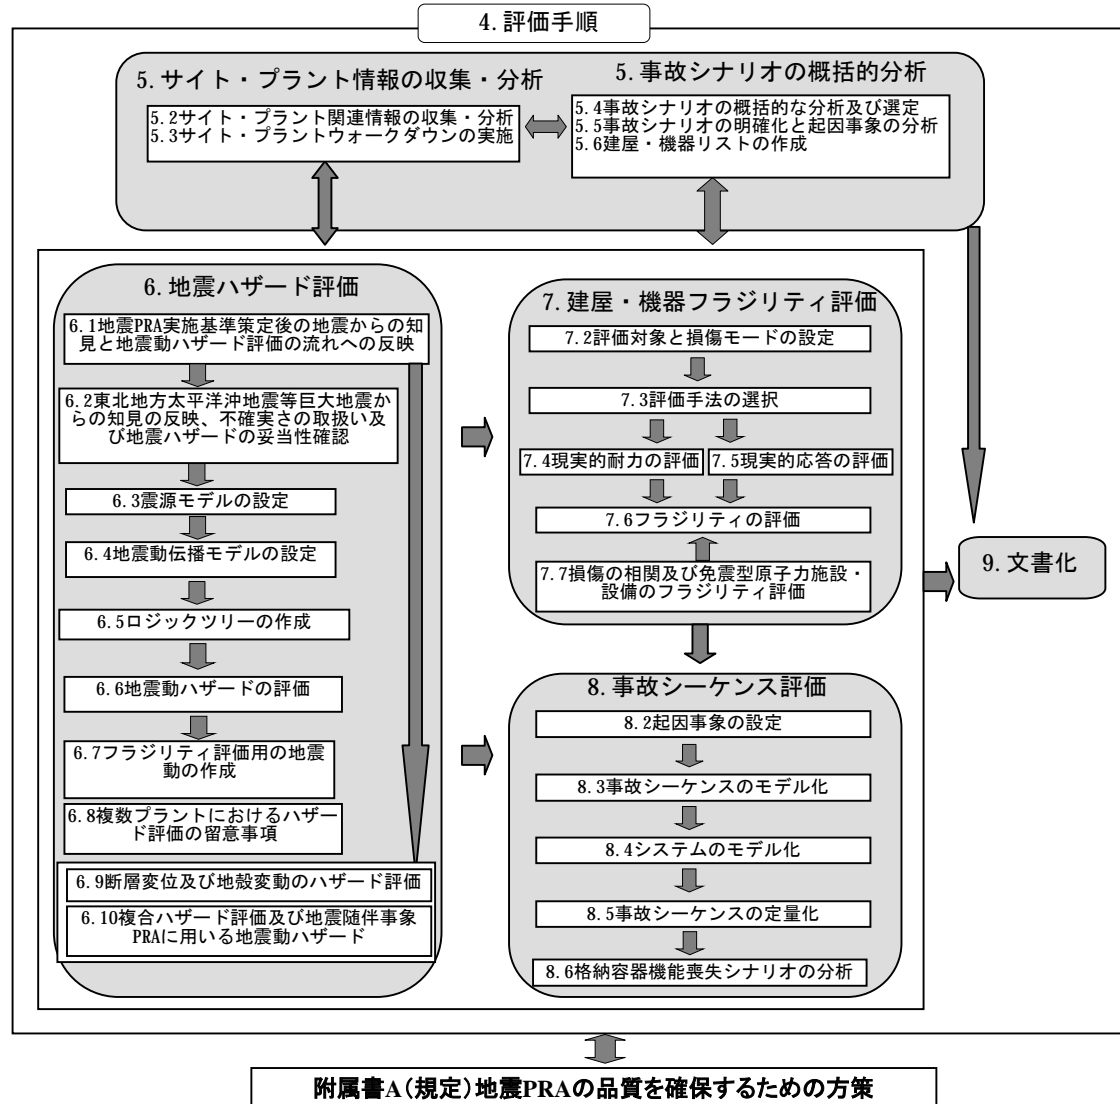 4.評価手順
5.サイト・プラント情報の収集・分析
5.2サイト・プラント関連情報の収集・分析
5.3サイト・プラントウォークダウンの実施
5.事故シナリオの概括的分析
5.4事故シナリオの概括的な分析及び選定
5.5事故シナリオの明確化と起因事象の分析
5.6建屋・機器リストの作成
6.地震ハザード評価
6.1地震PRA実施基準策定後の地震からの知
見と地震動ハザード評価の流れへの反映
6.2東北地方太平洋沖地震等巨大地震か
らの知見の反映、不確実さの取扱い及
び地震ハザードの妥当性確認
6.3震源モデルの設定
6.4地震動伝播モデルの設定
6.5ロジックツリーの作成
6.6地震動ハザードの評価
6.7フラジリティ評価用の地震
動の作成
6.8複数プラントにおけるハザー
ド評価の留意事項
6.9断層変位及び地殻変動のハザード評価
6.10複合ハザード評価及び地震随伴事象
PRAに用いる地震動ハザード
7.建屋・機器フラジリティ評価
7.2評価対象と損傷モードの設定
7.3評価手法の選択
7.4現実的耐力の評価
7.5現実的応答の評価
7.6フラジリティの評価
7.7損傷の相関及び免震型原子力施設・
設備のフラジリティ評価
8.事故シーケンス評価
8.2起因事象の設定
8.3事故シーケンスのモデル化
8.4システムのモデル化
8.5事故シーケンスの定量化
8.6格納容器機能喪失シナリオの分析
9.文書化
附属書A(規定)地震PRAの品質を確保するための方策